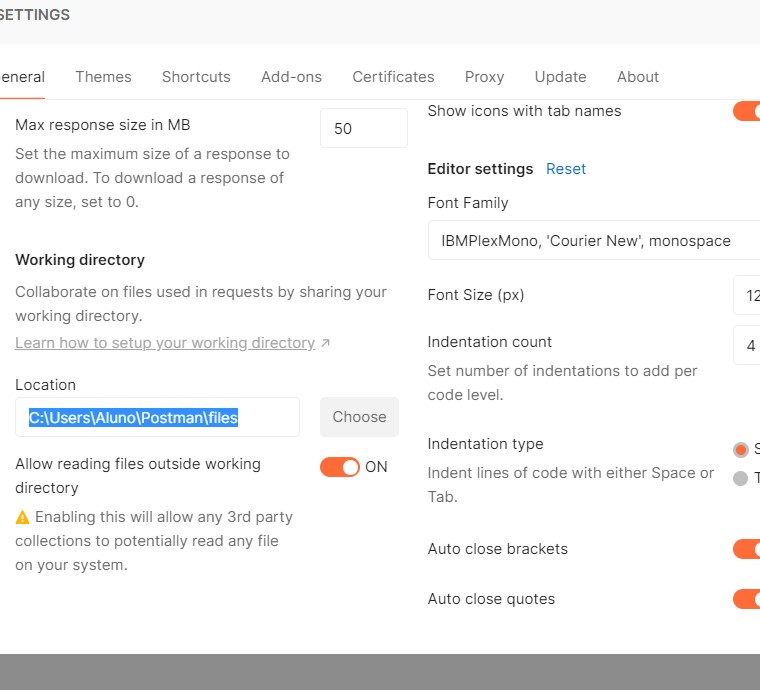 SETTINGS
eneral Themes Shortcuts Add-ons Certificates Proxy Update About
Max response size in MB
50
Set the maximum size of a response to
download. To download a response of
any size, set to 0.
Working directory
Collaborate on files used in requests by sharing your
working directory.
Learn how to setup your working directory ↗
Location
C:\Users\Aluno\Postman\files
Choose
Allow reading files outside working
directory
ON
⚠ Enabling this will allow any 3rd party
collections to potentially read any file
on your system.
Show icons with tab names
Editor settings Reset
Font Family
IBMPlexMono, 'Courier New', monospace
Font Size (px)
12
Indentation count
4
Set number of indentations to add per
code level.
Indentation type
S
Indent lines of code with either Space or
Tab.
T
Auto close brackets
Auto close quotes